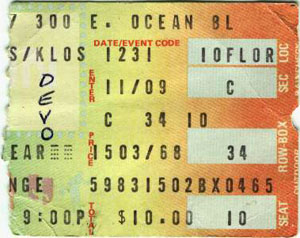 / 300 E. OCEAN BL
DATE/EVENT CODE
S/KLOS 1231 10FLOR
LOC
SEC
DEVO
ENTER
11/09 C
C 34 10
ROW-BOX
PRICE
EAR 1503/68 34
NGE 59831502BX0465
SEAT
TOTAL
9:00P $10.00 10